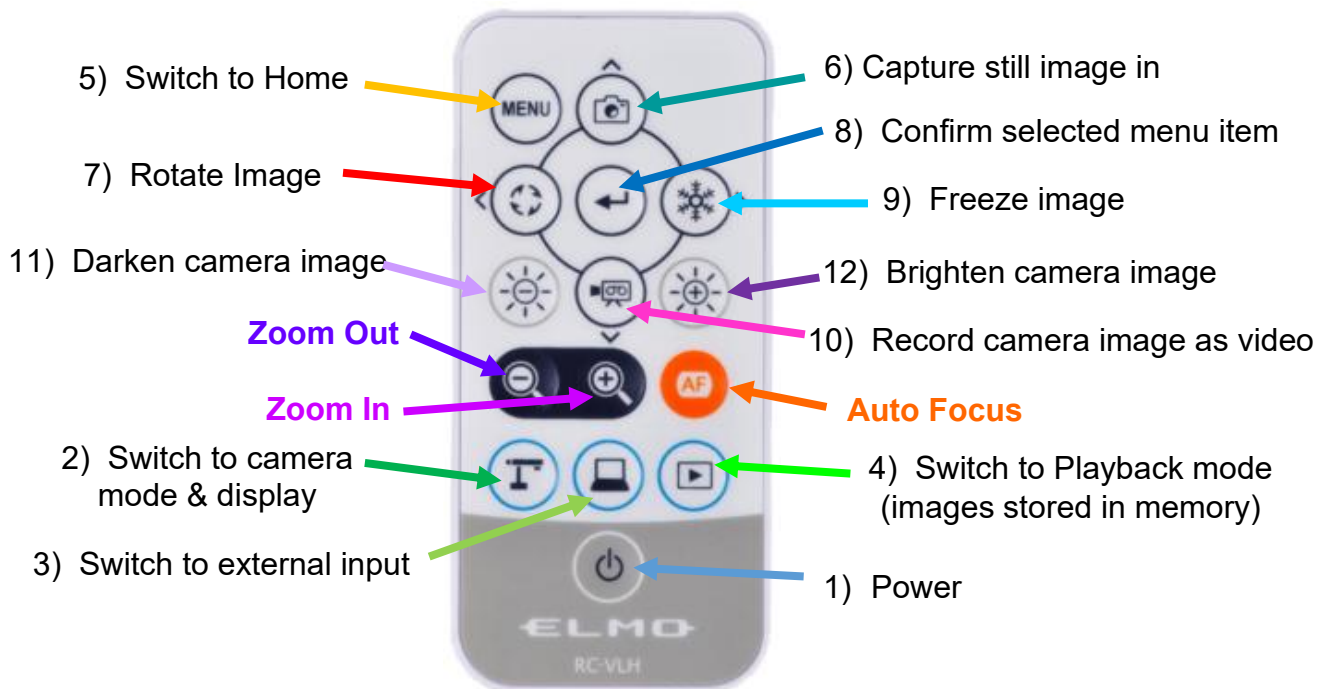 5) Switch to Home
6) Capture still image in
MENU
8) Confirm selected menu item
7) Rotate Image
9) Freeze image
11) Darken camera image
12) Brighten camera image
Zoom Out
10) Record camera image as video
AF
Zoom In
Auto Focus
2) Switch to camera
mode & display
4) Switch to Playback mode
(images stored in memory)
3) Switch to external input
1) Power
ELMO
RC-VLH